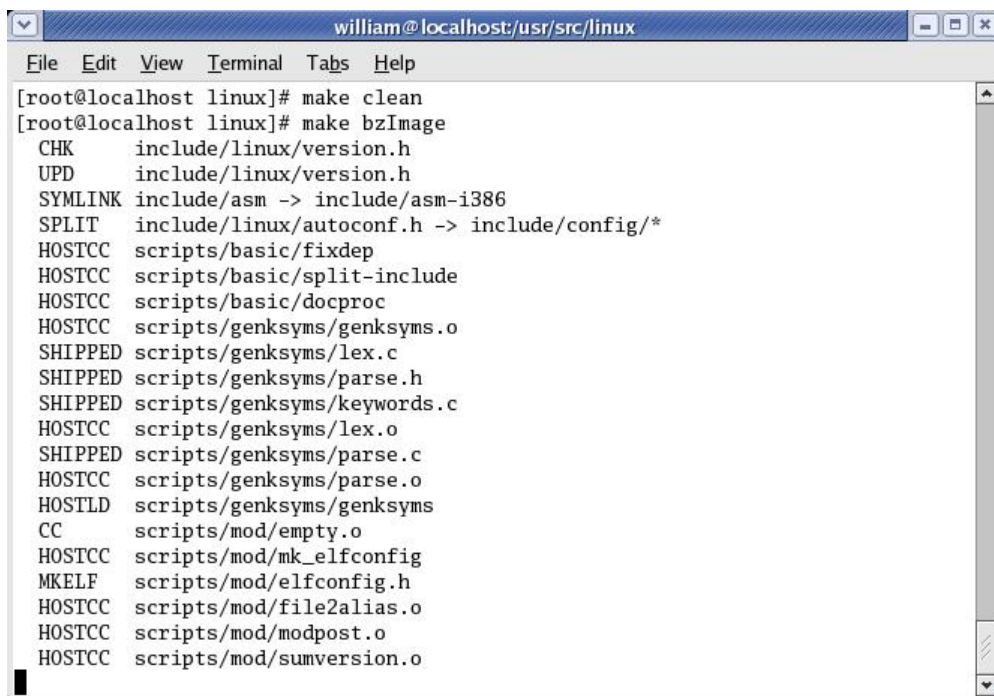 william@localhost:/usr/src/linux
File Edit View Terminal Tabs Help
[root@localhost linux]# make clean
[root@localhost linux]# make bzImage
CHK include/linux/version.h
UPD include/linux/version.h
SYMLINK include/asm -> include/asm-i386
SPLIT include/linux/autoconf.h -> include/config/*
HOSTCC scripts/basic/fixdep
HOSTCC scripts/basic/split-include
HOSTCC scripts/basic/docproc
HOSTCC scripts/genksyms/genksyms.o
SHIPPED scripts/genksyms/lex.c
SHIPPED scripts/genksyms/parse.h
SHIPPED scripts/genksyms/keywords.c
HOSTCC scripts/genksyms/lex.o
SHIPPED scripts/genksyms/parse.c
HOSTCC scripts/genksyms/parse.o
HOSTLD scripts/genksyms/genksyms
CC scripts/mod/empty.o
HOSTCC scripts/mod/mk_elfconfig
MKELF scripts/mod/elfconfig.h
HOSTCC scripts/mod/file2alias.o
HOSTCC scripts/mod/modpost.o
HOSTCC scripts/mod/sumversion.o